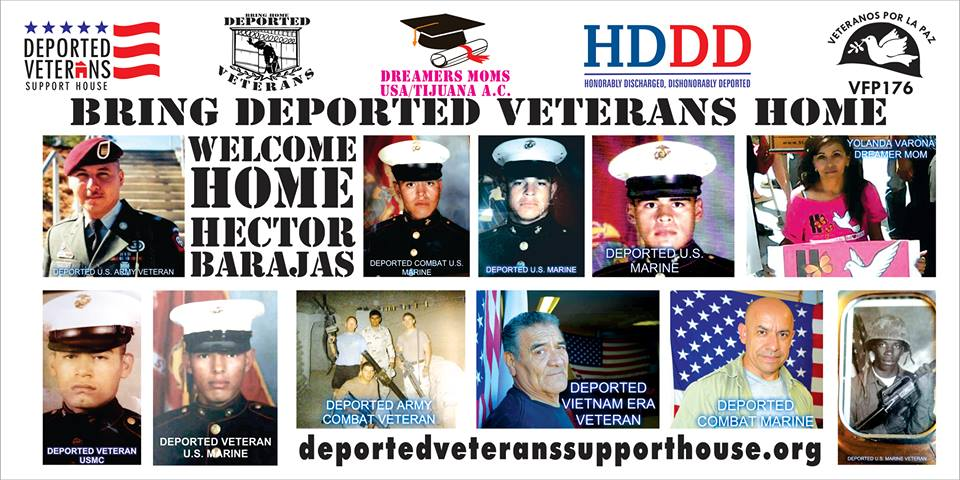 DEPORTED
VETERANS
SUPPORT HOUSE
BRING HOME
DEPORTED
VETERANS
DREAMERS MOMS
USA/TIJUANA A.C.
HDDD
HONORABLY DISCHARGED, DISHONORABLY DEPORTED
VETERANOS POR LA PAZ
VFP176
BRING DEPORTED VETERANS HOME
DEPORTED U.S. ARMY VETERAN
WELCOME
HOME
HECTOR
BARAJAS
DEPORTED COMBAT U.S.
MARINE
DEPORTED U.S. MARINE
DEPORTED U.S.
MARINE
YOLANDA VARONA
DREAMER MOM
DEPORTED VETERAN
USMC
DEPORTED VETERAN
U.S. MARINE
DEPORTED ARMY
COMBAT VETERAN
DEPORTED
VIETNAM ERA
VETERAN
DEPORTED
COMBAT MARINE
DEPORTED U.S. MARINE VETERAN
deportedveteranssupporthouse.org